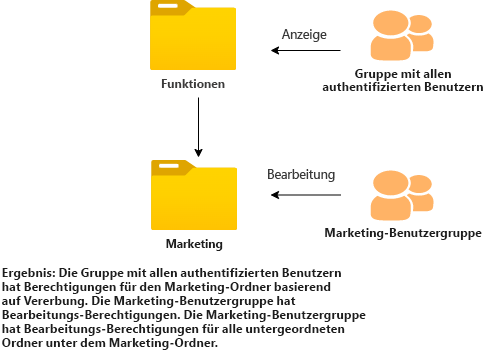 Anzeige
Funktionen
Gruppe mit allen
authentifizierten Benutzern
Bearbeitung
Marketing
Marketing-Benutzergruppe
Ergebnis: Die Gruppe mit allen authentifizierten Benutzern
hat Berechtigungen für den Marketing-Ordner basierend
auf Vererbung. Die Marketing-Benutzergruppe hat
Bearbeitungs-Berechtigungen. Die Marketing-Benutzergruppe
hat Bearbeitungs-Berechtigungen für alle untergeordneten
Ordner unter dem Marketing-Ordner.